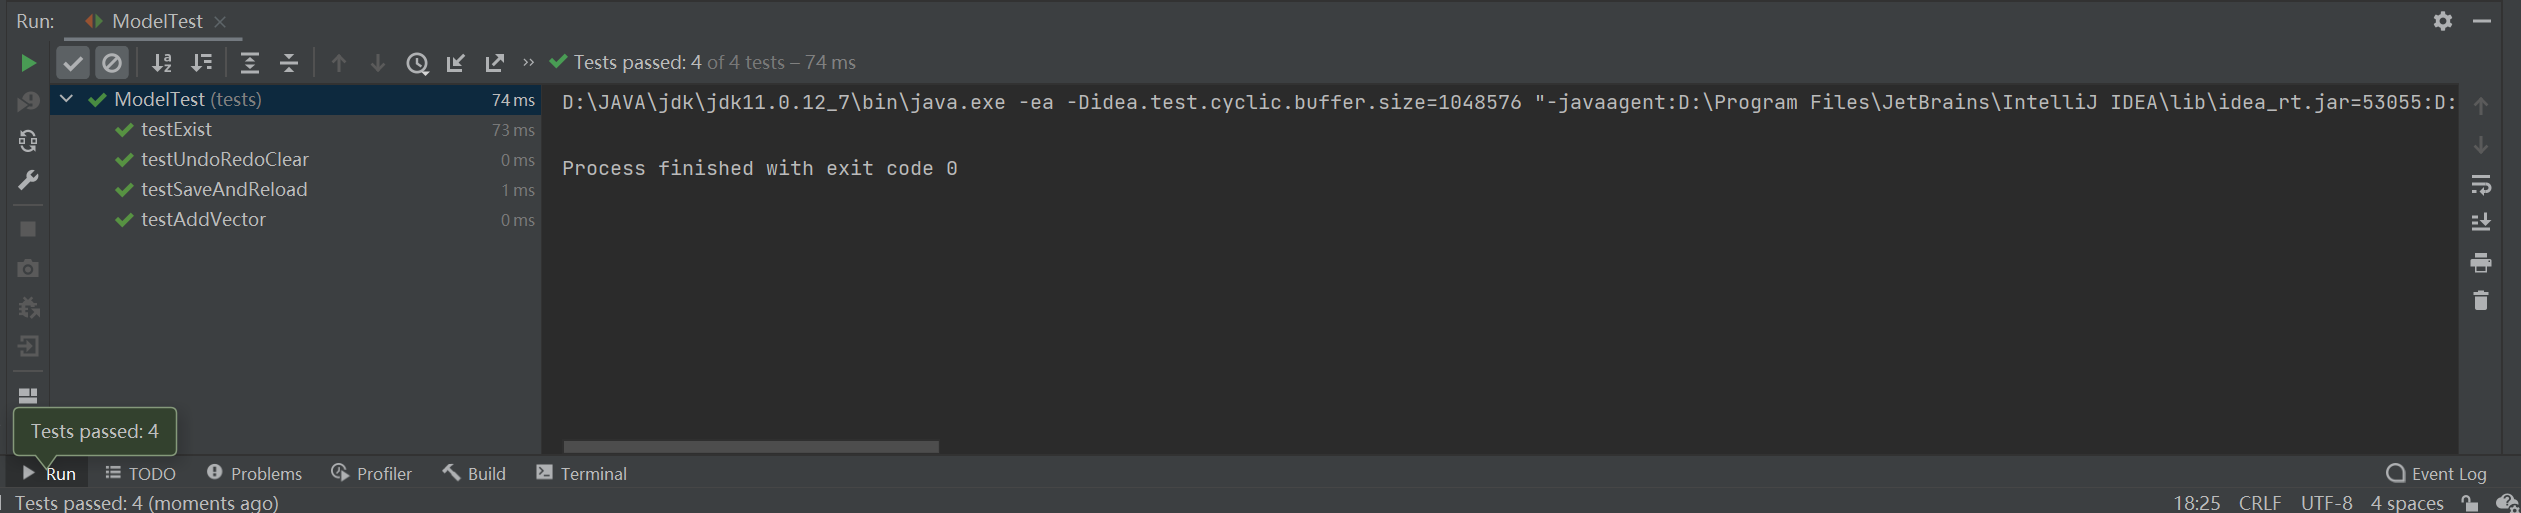 Run: ModelTest
Tests passed: 4 of 4 tests – 74 ms
ModelTest (tests) 74 ms
testExist 73 ms
testUndoRedoClear 0 ms
testSaveAndReload 1 ms
testAddVector 0 ms
D:\JAVA\jdk\jdk11.0.12_7\bin\java.exe -ea -Didea.test.cyclic.buffer.size=1048576 "-javaagent:D:\Program Files\JetBrains\IntelliJ IDEA\lib\idea_rt.jar=53055:D:
Process finished with exit code 0
Tests passed: 4
Run TODO Problems Profiler Build Terminal Event Log
Tests passed: 4 (moments ago) 18:25 CRLF UTF-8 4 spaces